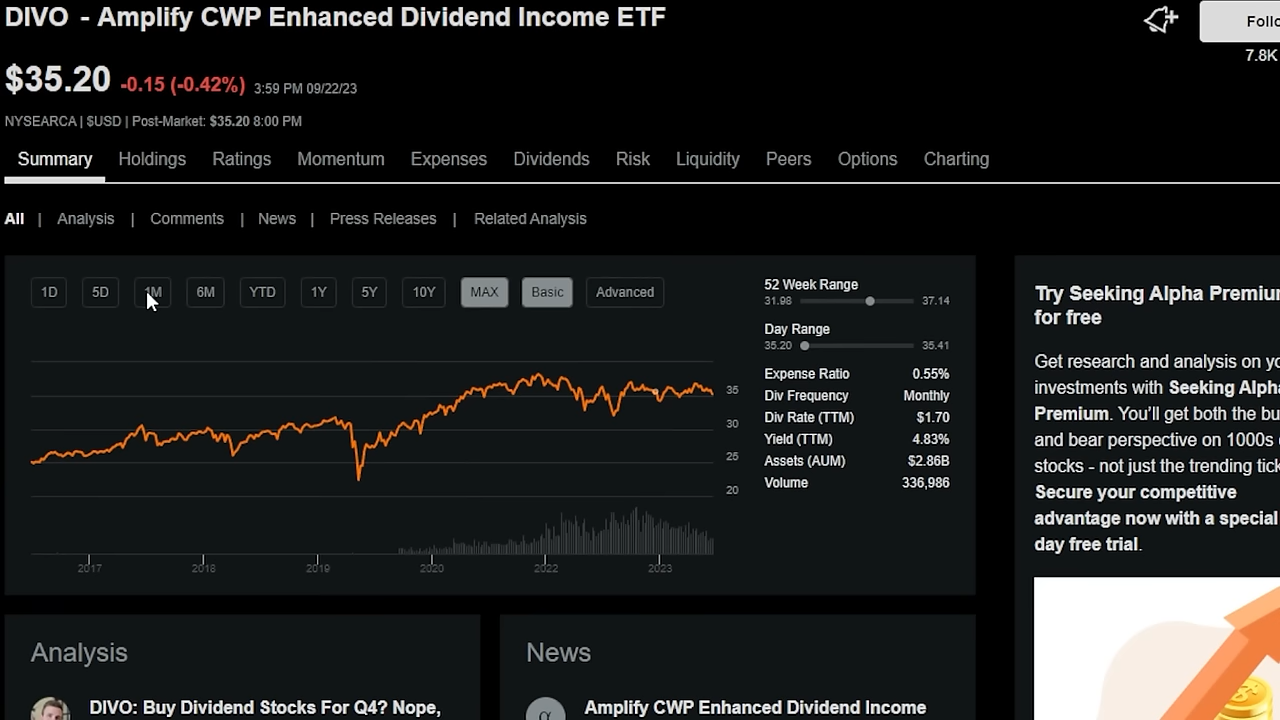 DIVO - Amplify CWP Enhanced Dividend Income ETF
Follo
7.8K
$35.20 -0.15 (-0.42%) 3:59 PM 09/22/23
NYSEARCA | $USD | Post-Market: $35.20 8:00 PM
Summary Holdings Ratings Momentum Expenses Dividends Risk Liquidity Peers Options Charting
All | Analysis | Comments | News | Press Releases | Related Analysis
1D 5D 1M 6M YTD 1Y 5Y 10Y MAX Basic Advanced
35
30
25
20
2017 2018 2019 2020 2022 2023
52 Week Range
31.98 37.14
Day Range
35.20 35.41
Expense Ratio 0.55%
Div Frequency Monthly
Div Rate (TTM) $1.70
Yield (TTM) 4.83%
Assets (AUM) $2.86B
Volume 336,986
Try Seeking Alpha Premiu
for free
Get research and analysis on yo
investments with Seeking Alpha
Premium. You'll get both the bu
and bear perspective on 1000s
stocks - not just the trending tick
Secure your competitive
advantage now with a special
day free trial.
Analysis
DIVO: Buy Dividend Stocks For Q4? Nope,
News
Amplify CWP Enhanced Dividend Income